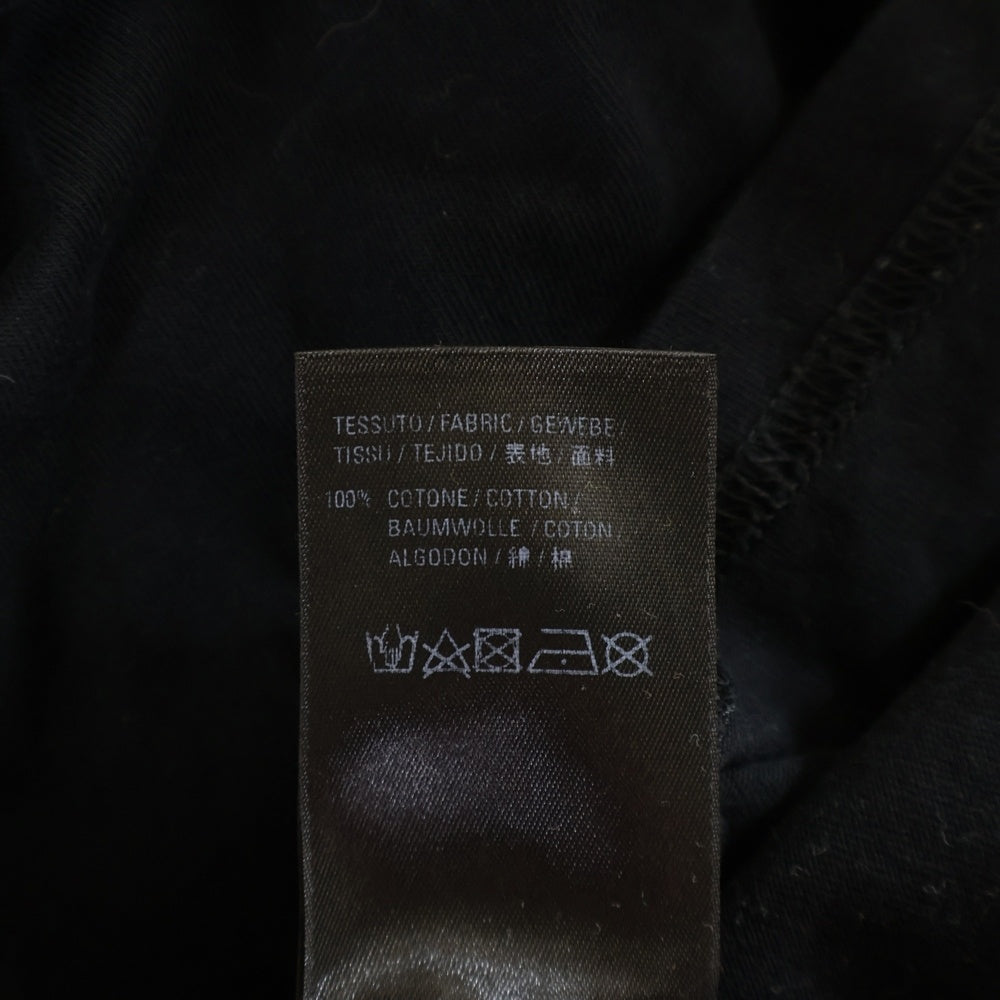 TESSUTO / FABRIC / GEWEBE
TISSU / TEJIDO / 表地 / 面料
100% COTONE / COTTON /
BAUMWOLLE / COTON
ALGODON / 綿 / 棉